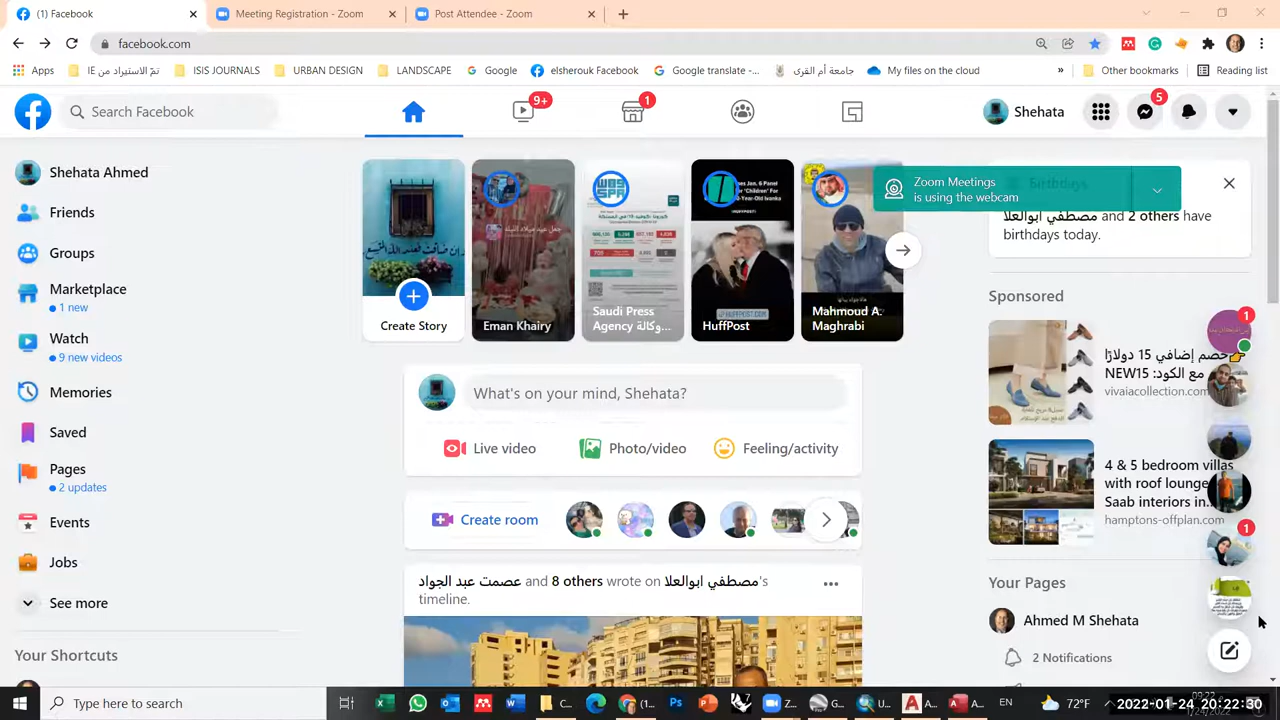 (1) Facebook
Meeting Registration - Zoom
Post Attendee - Zoom
facebook.com
Apps
تمّ الاستيراد من IE
ISIS JOURNALS
URBAN DESIGN
LANDSCAPE
Google
elsherouk Facebook
Google translate -...
جامعة أم القرى
My files on the cloud
»
Other bookmarks
Reading list
Search Facebook
9+
1
Shehata
5
Shehata Ahmed
Friends
Groups
Marketplace
1 new
Watch
9 new videos
Memories
Saved
Pages
2 updates
Events
Jobs
See more
Your Shortcuts
Create Story
Eman Khairy
Saudi Press
Agency وكالة...
HuffPost
Mahmoud A.
Maghrabi
Zoom Meetings
is using the webcam
Birthdays
مصطفي ابوالعلا and 2 others have
birthdays today.
What's on your mind, Shehata?
Live video
Photo/video
Feeling/activity
Create room
عصمت عبد الجواد and 8 others wrote on مصطفي ابوالعلا's
timeline.
Sponsored
خصم إضافي 15 دولارًا
مع الكود: NEW15
vivaiacollection.com
4 & 5 bedroom villas
with roof lounge
Saab interiors in...
hamptons-offplan.com
1
1
Your Pages
Ahmed M Shehata
2 Notifications
Type here to search
72°F
EN
2022-01-24 20:22:30